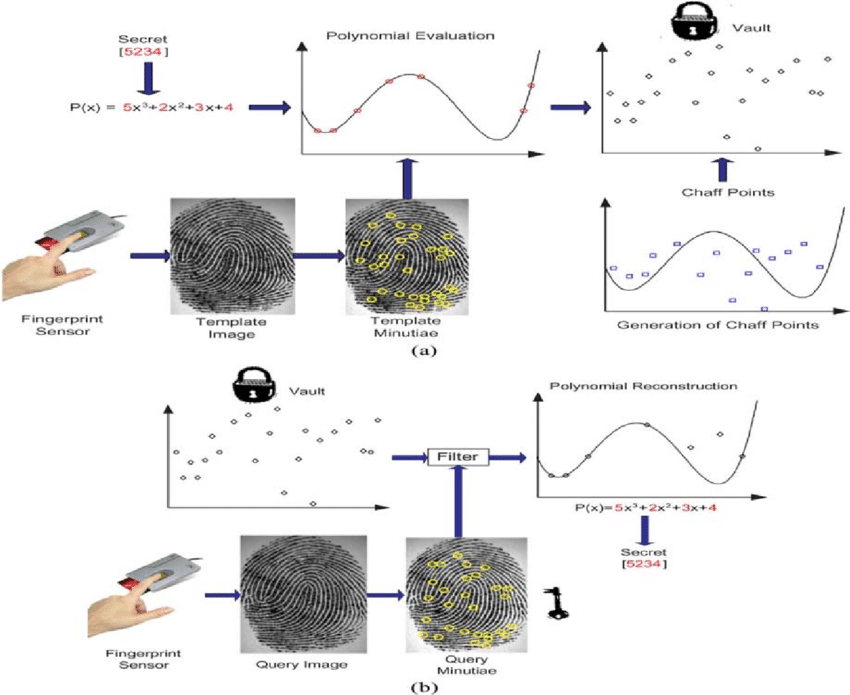 Secret
[5234]
P(x) = 5x³+2x²+3x+4
Polynomial Evaluation
Vault
Chaff Points
Fingerprint
Sensor
Template
Image
Template
Minutiae
Generation of Chaff Points
(a)
Vault
Filter
Polynomial Reconstruction
P(x)=5x³+2x²+3x+4
Secret
[5234]
Fingerprint
Sensor
Query Image
Query
Minutiae
(b)